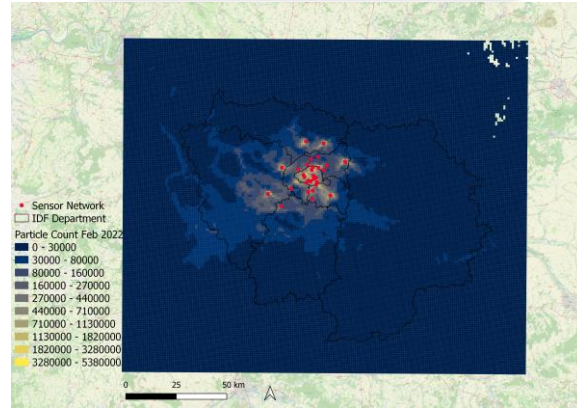 Sensor Network
IDF Department
Particle Count Feb 2022
0 - 30000
30000 - 80000
80000 - 160000
160000 - 270000
270000 - 440000
440000 - 710000
710000 - 1130000
1130000 - 1820000
1820000 - 3280000
3280000 - 5380000
0 25 50 km